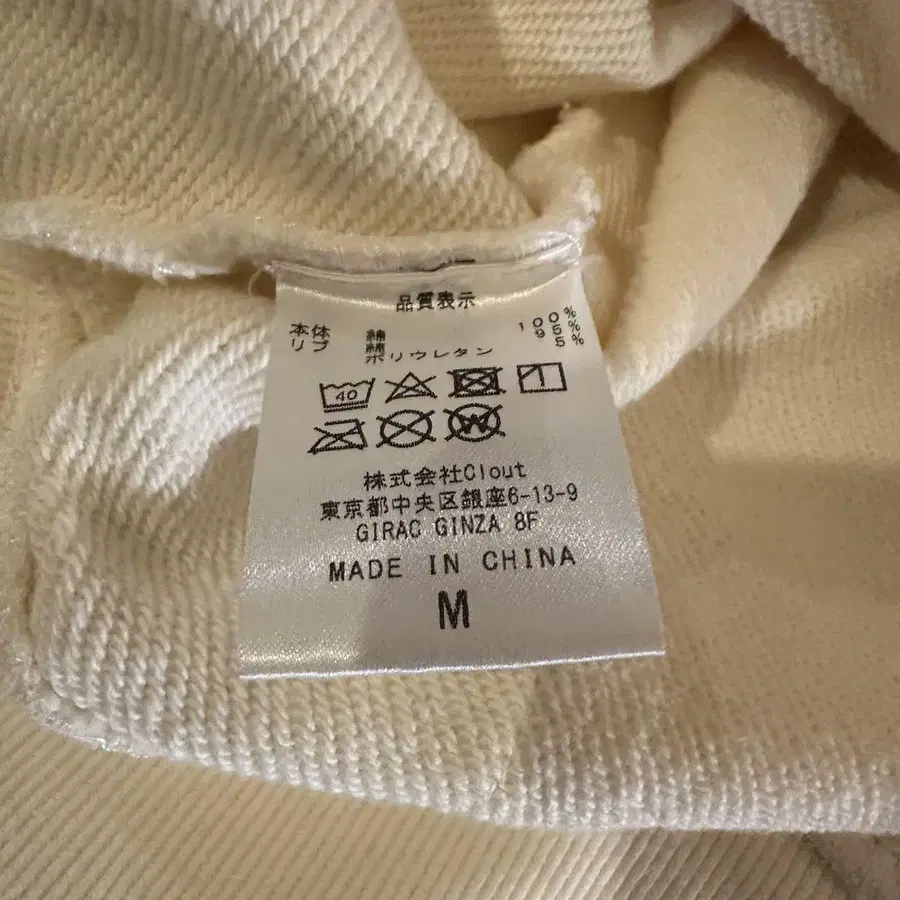 品質表示
本体 綿 100%
リブ 綿 95%
ポリウレタン 5%
40
W
株式会社Clout
東京都中央区銀座6-13-9
GIRAC GINZA 8F
MADE IN CHINA
M